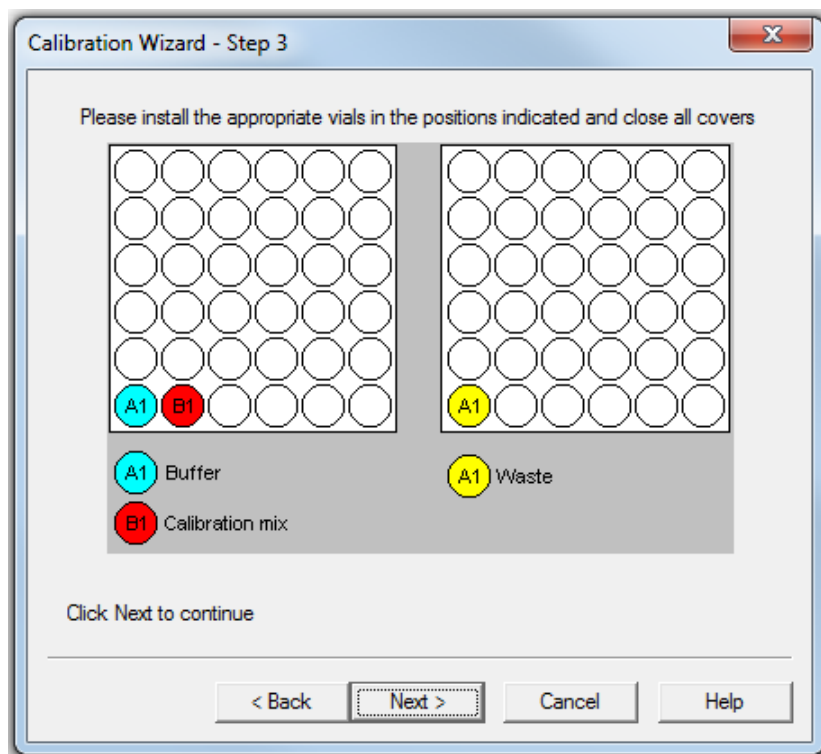 Calibration Wizard - Step 3
X
Please install the appropriate vials in the positions indicated and close all covers
A1 B1
A1
A1 Buffer
A1 Waste
B1 Calibration mix
Click Next to continue
< Back
Next >
Cancel
Help